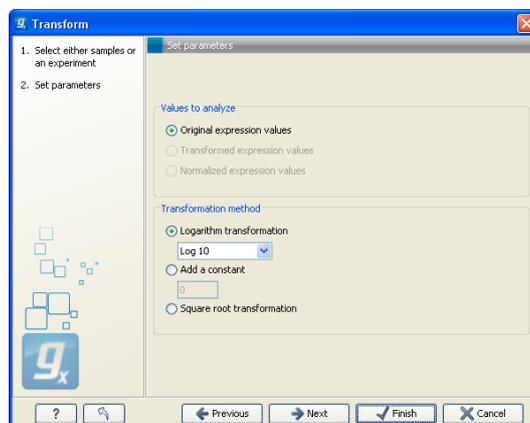 Transform
1. Select either samples or
an experiment
2. Set parameters
Set parameters
Values to analyze
Original expression values
Transformed expression values
Normalized expression values
Transformation method
Logarithm transformation
Log 10
Add a constant
0
Square root transformation
gx
?
Previous
Next
Finish
Cancel